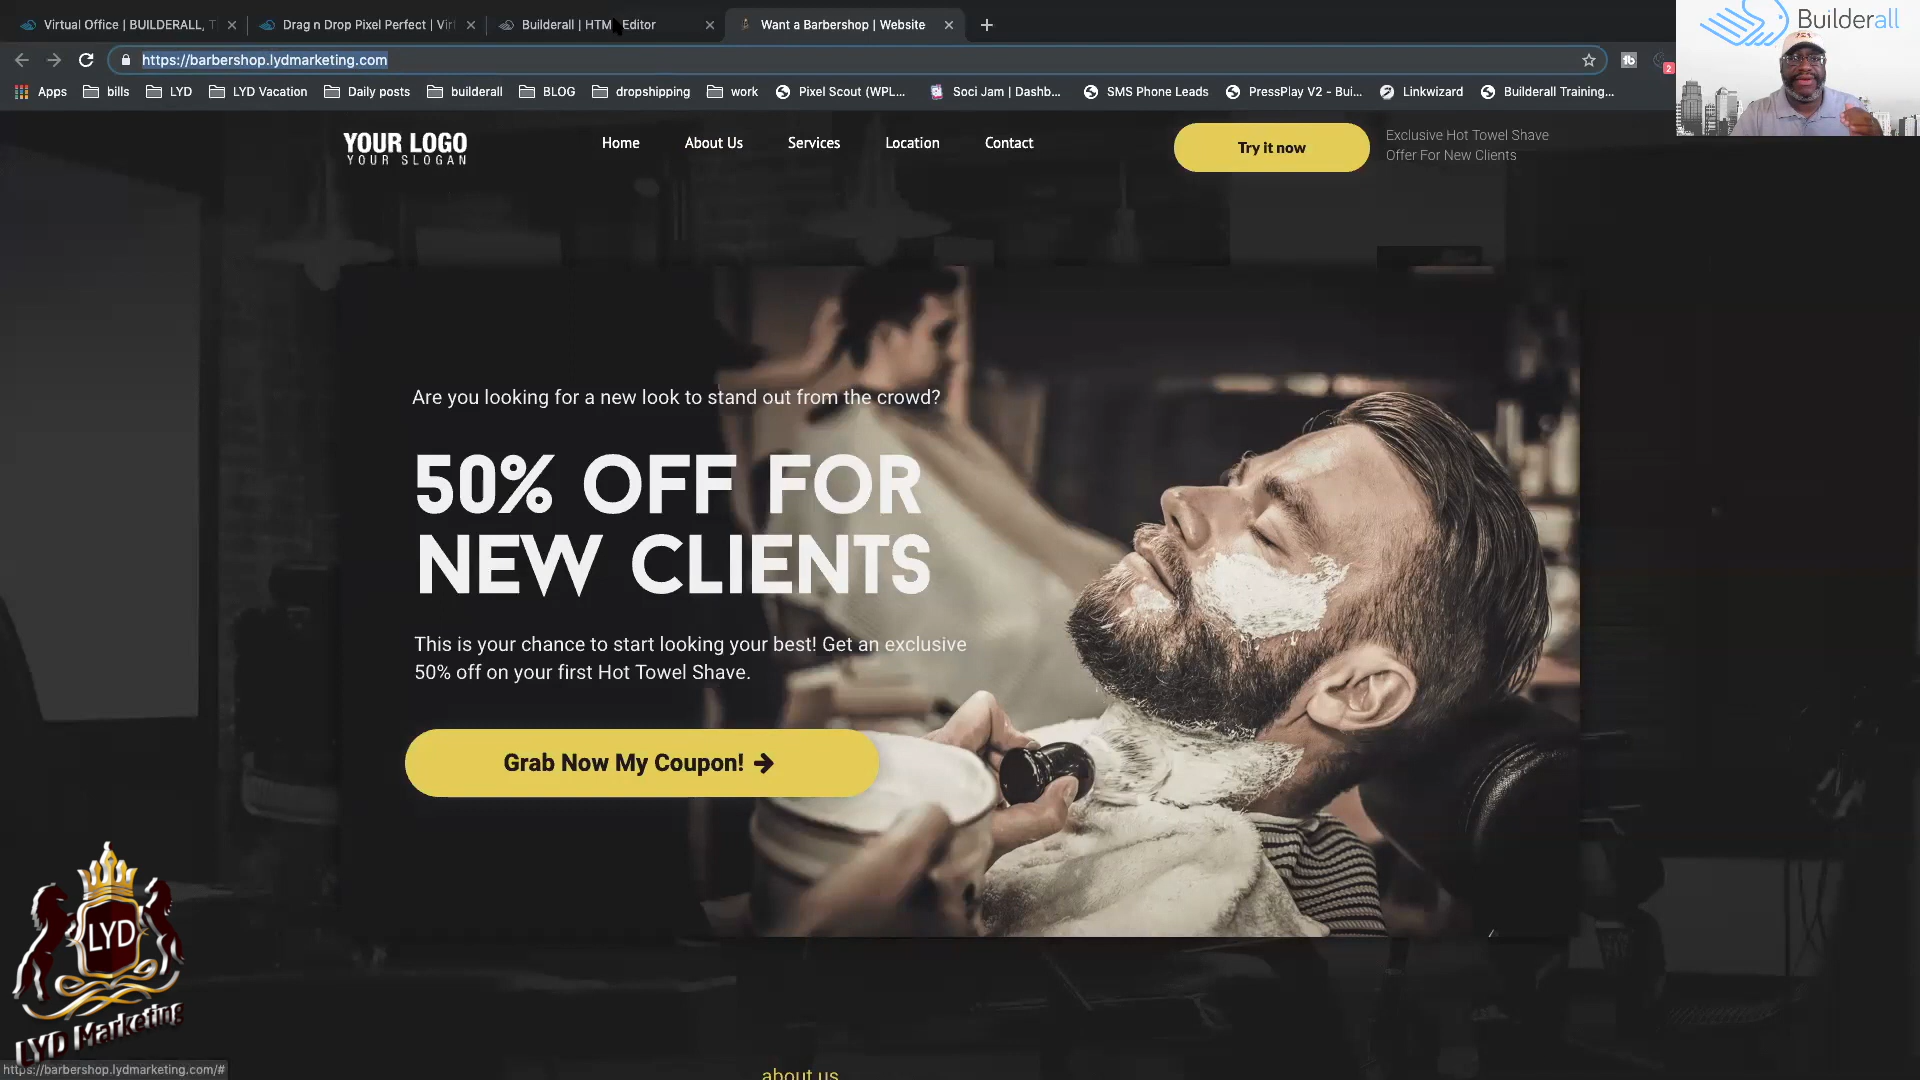 Virtual Office | BUILDERALL, T
Drag n Drop Pixel Perfect | Vir
Builderall | HTM Editor
Want a Barbershop | Website
Builderall
https://barbershop.lydmarketing.com
2
Apps
bills
LYD
LYD Vacation
Daily posts
builderall
BLOG
dropshipping
work
Pixel Scout (WPL...
Soci Jam | Dashb...
SMS Phone Leads
PressPlay V2 - Bui...
Linkwizard
Builderall Training...
YOUR LOGO
YOUR SLOGAN
Home
About Us
Services
Location
Contact
Try it now
Exclusive Hot Towel Shave
Offer For New Clients
Are you looking for a new look to stand out from the crowd?
50% OFF FOR
NEW CLIENTS
This is your chance to start looking your best! Get an exclusive
50% off on your first Hot Towel Shave.
Grab Now My Coupon!
LYD
LYD Marketing
https://barbershop.lydmarketing.com/#
about us